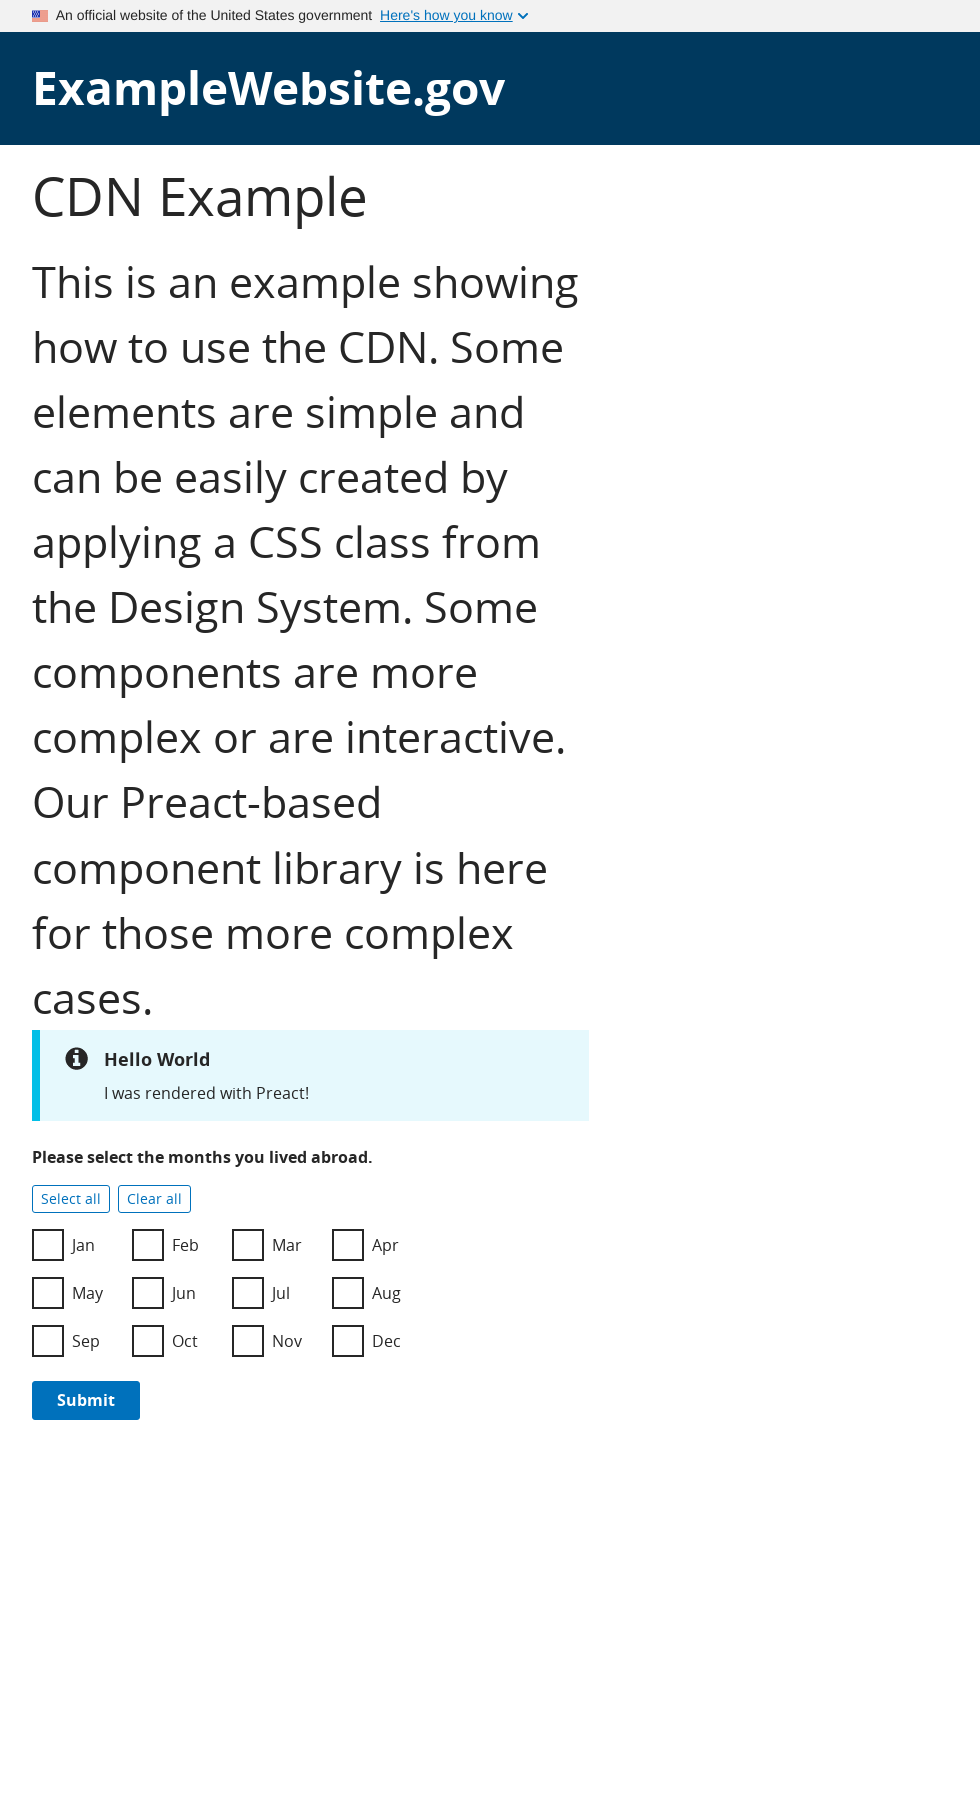 An official website of the United States government Here's how you know
ExampleWebsite.gov
CDN Example
This is an example showing
how to use the CDN. Some
elements are simple and
can be easily created by
applying a CSS class from
the Design System. Some
components are more
complex or are interactive.
Our Preact-based
component library is here
for those more complex
cases.
Hello World
I was rendered with Preact!
Please select the months you lived abroad.
Select all Clear all
Jan Feb Mar Apr
May Jun Jul Aug
Sep Oct Nov Dec
Submit